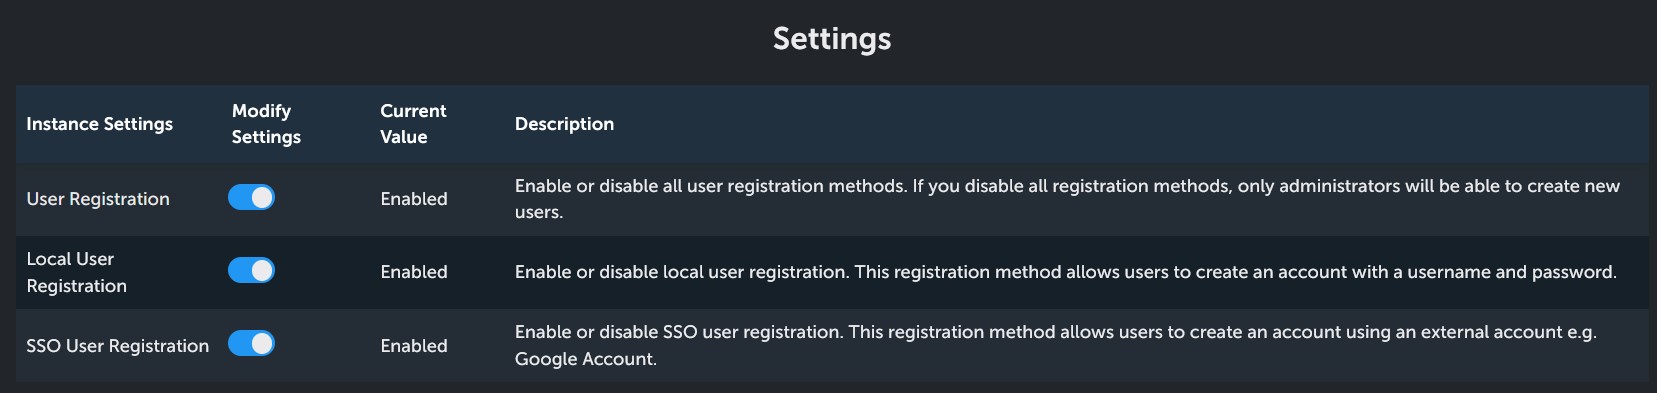 Settings
Instance Settings
Modify
Settings
Current
Value
Description
User Registration
Enabled
Enable or disable all user registration methods. If you disable all registration methods, only administrators will be able to create new
users.
Local User
Registration
Enabled
Enable or disable local user registration. This registration method allows users to create an account with a username and password.
SSO User Registration
Enabled
Enable or disable SSO user registration. This registration method allows users to create an account using an external account e.g.
Google Account.